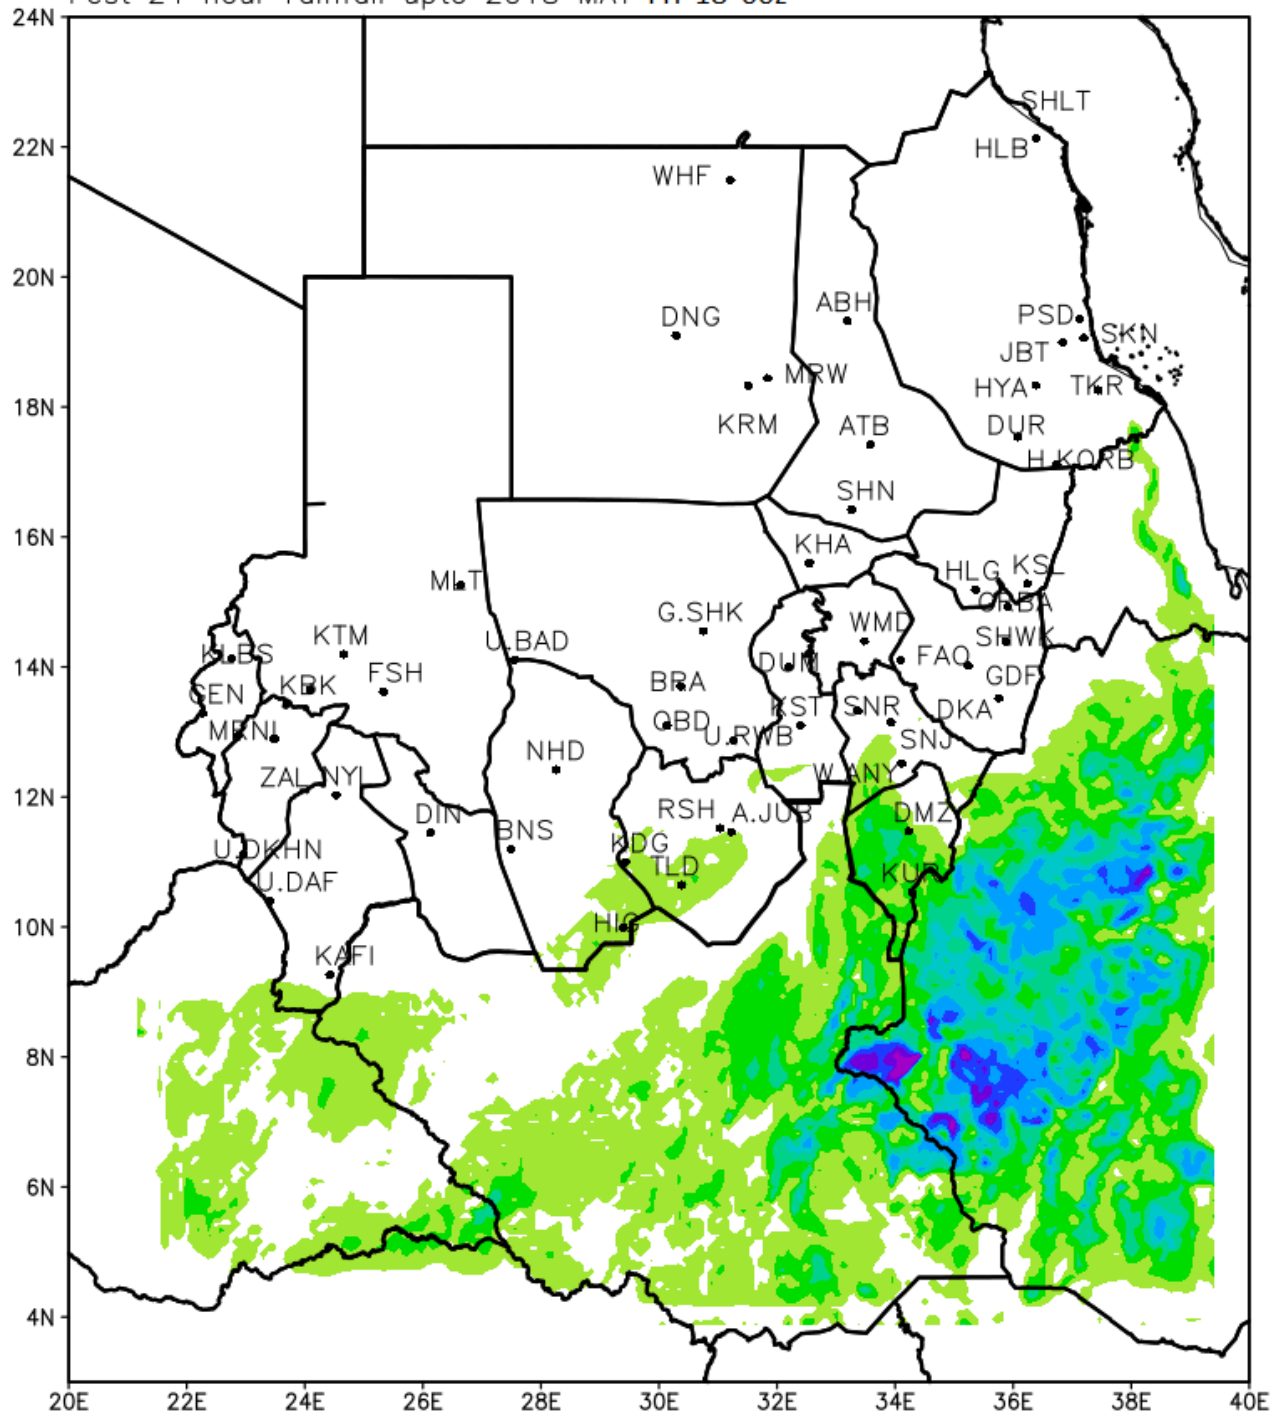 24N
SHLT
22N
HLB
WHF
20N
DNG
ABH
PSD
SKN
JBT
MRW
HYA
TKR
18N
KRM
ATB
DUR
H.KORB
SHN
16N
KHA
HLG
KSL
MLT
G.SHK
WMD
SHWK
KTM
U.BAD
14N
KLBS
DUM
FAO
FSH
GDF
KBK
BRA
GEN
KST
SNR
DKA
OBD
U.RWB
SNJ
NHD
ZAL
NYL
W.ANY
12N
RSH
A.JUB
DMZ
DIN
BNS
KDG
U.DKHN
TLD
U.DAF
10N
HIG
KAFI
8N
6N
4N
20E 22E 24E 26E 28E 30E 32E 34E 36E 38E 40E